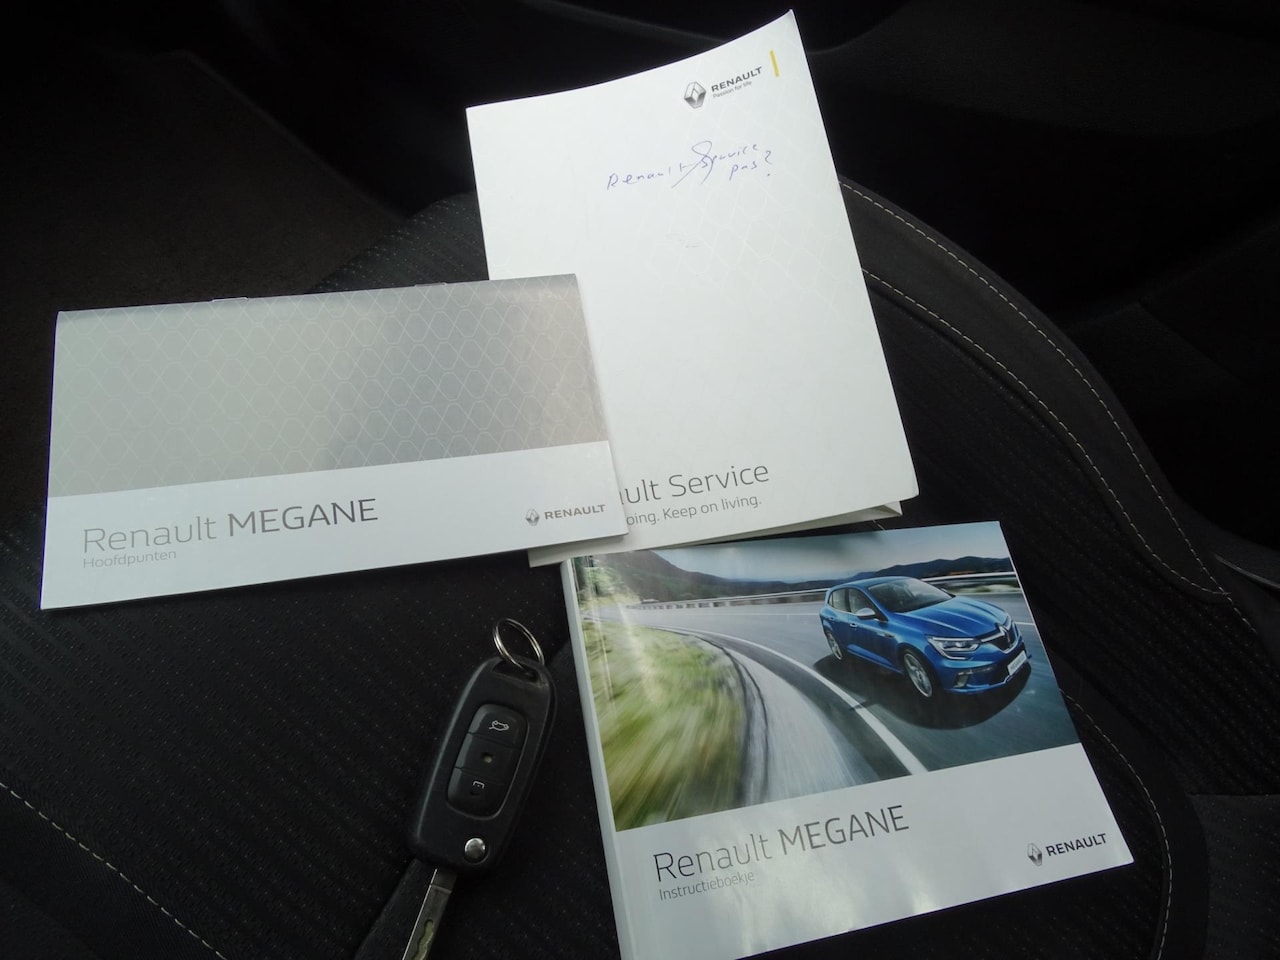 RENAULT
Passion for life
Renault Service
pas?
ult Service
oing. Keep on living.
Renault MEGANE
Hoofdpunten
RENAULT
Renault MEGANE
Instructieboekje
RENAULT